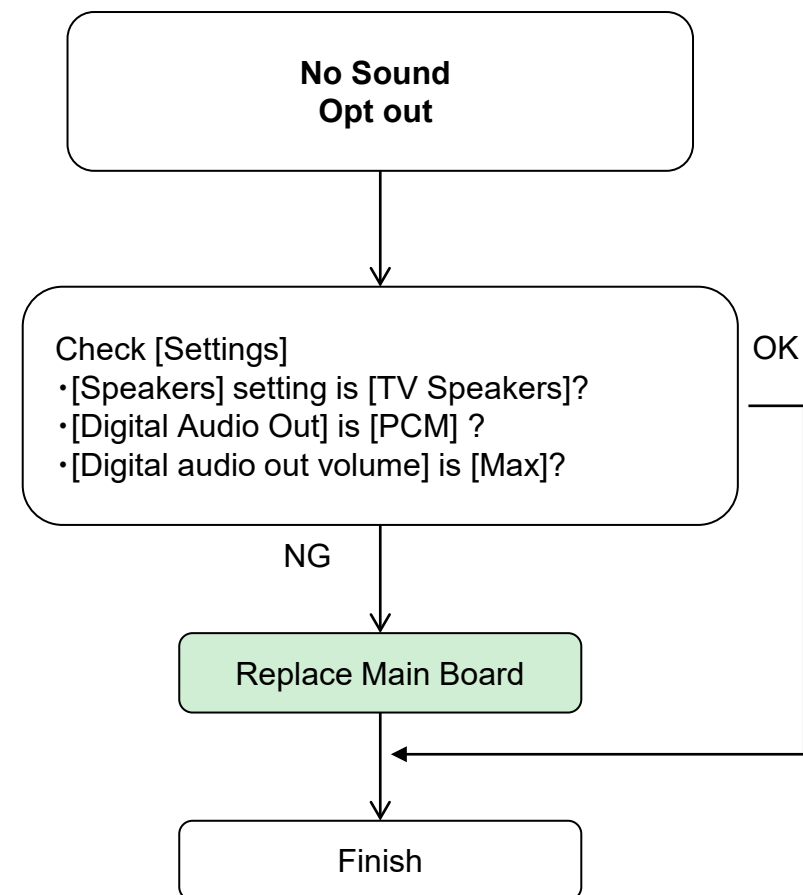 No Sound
Opt out
Check [Settings]
・[Speakers] setting is [TV Speakers]?
・[Digital Audio Out] is [PCM] ?
・[Digital audio out volume] is [Max]?
OK
NG
Replace Main Board
Finish